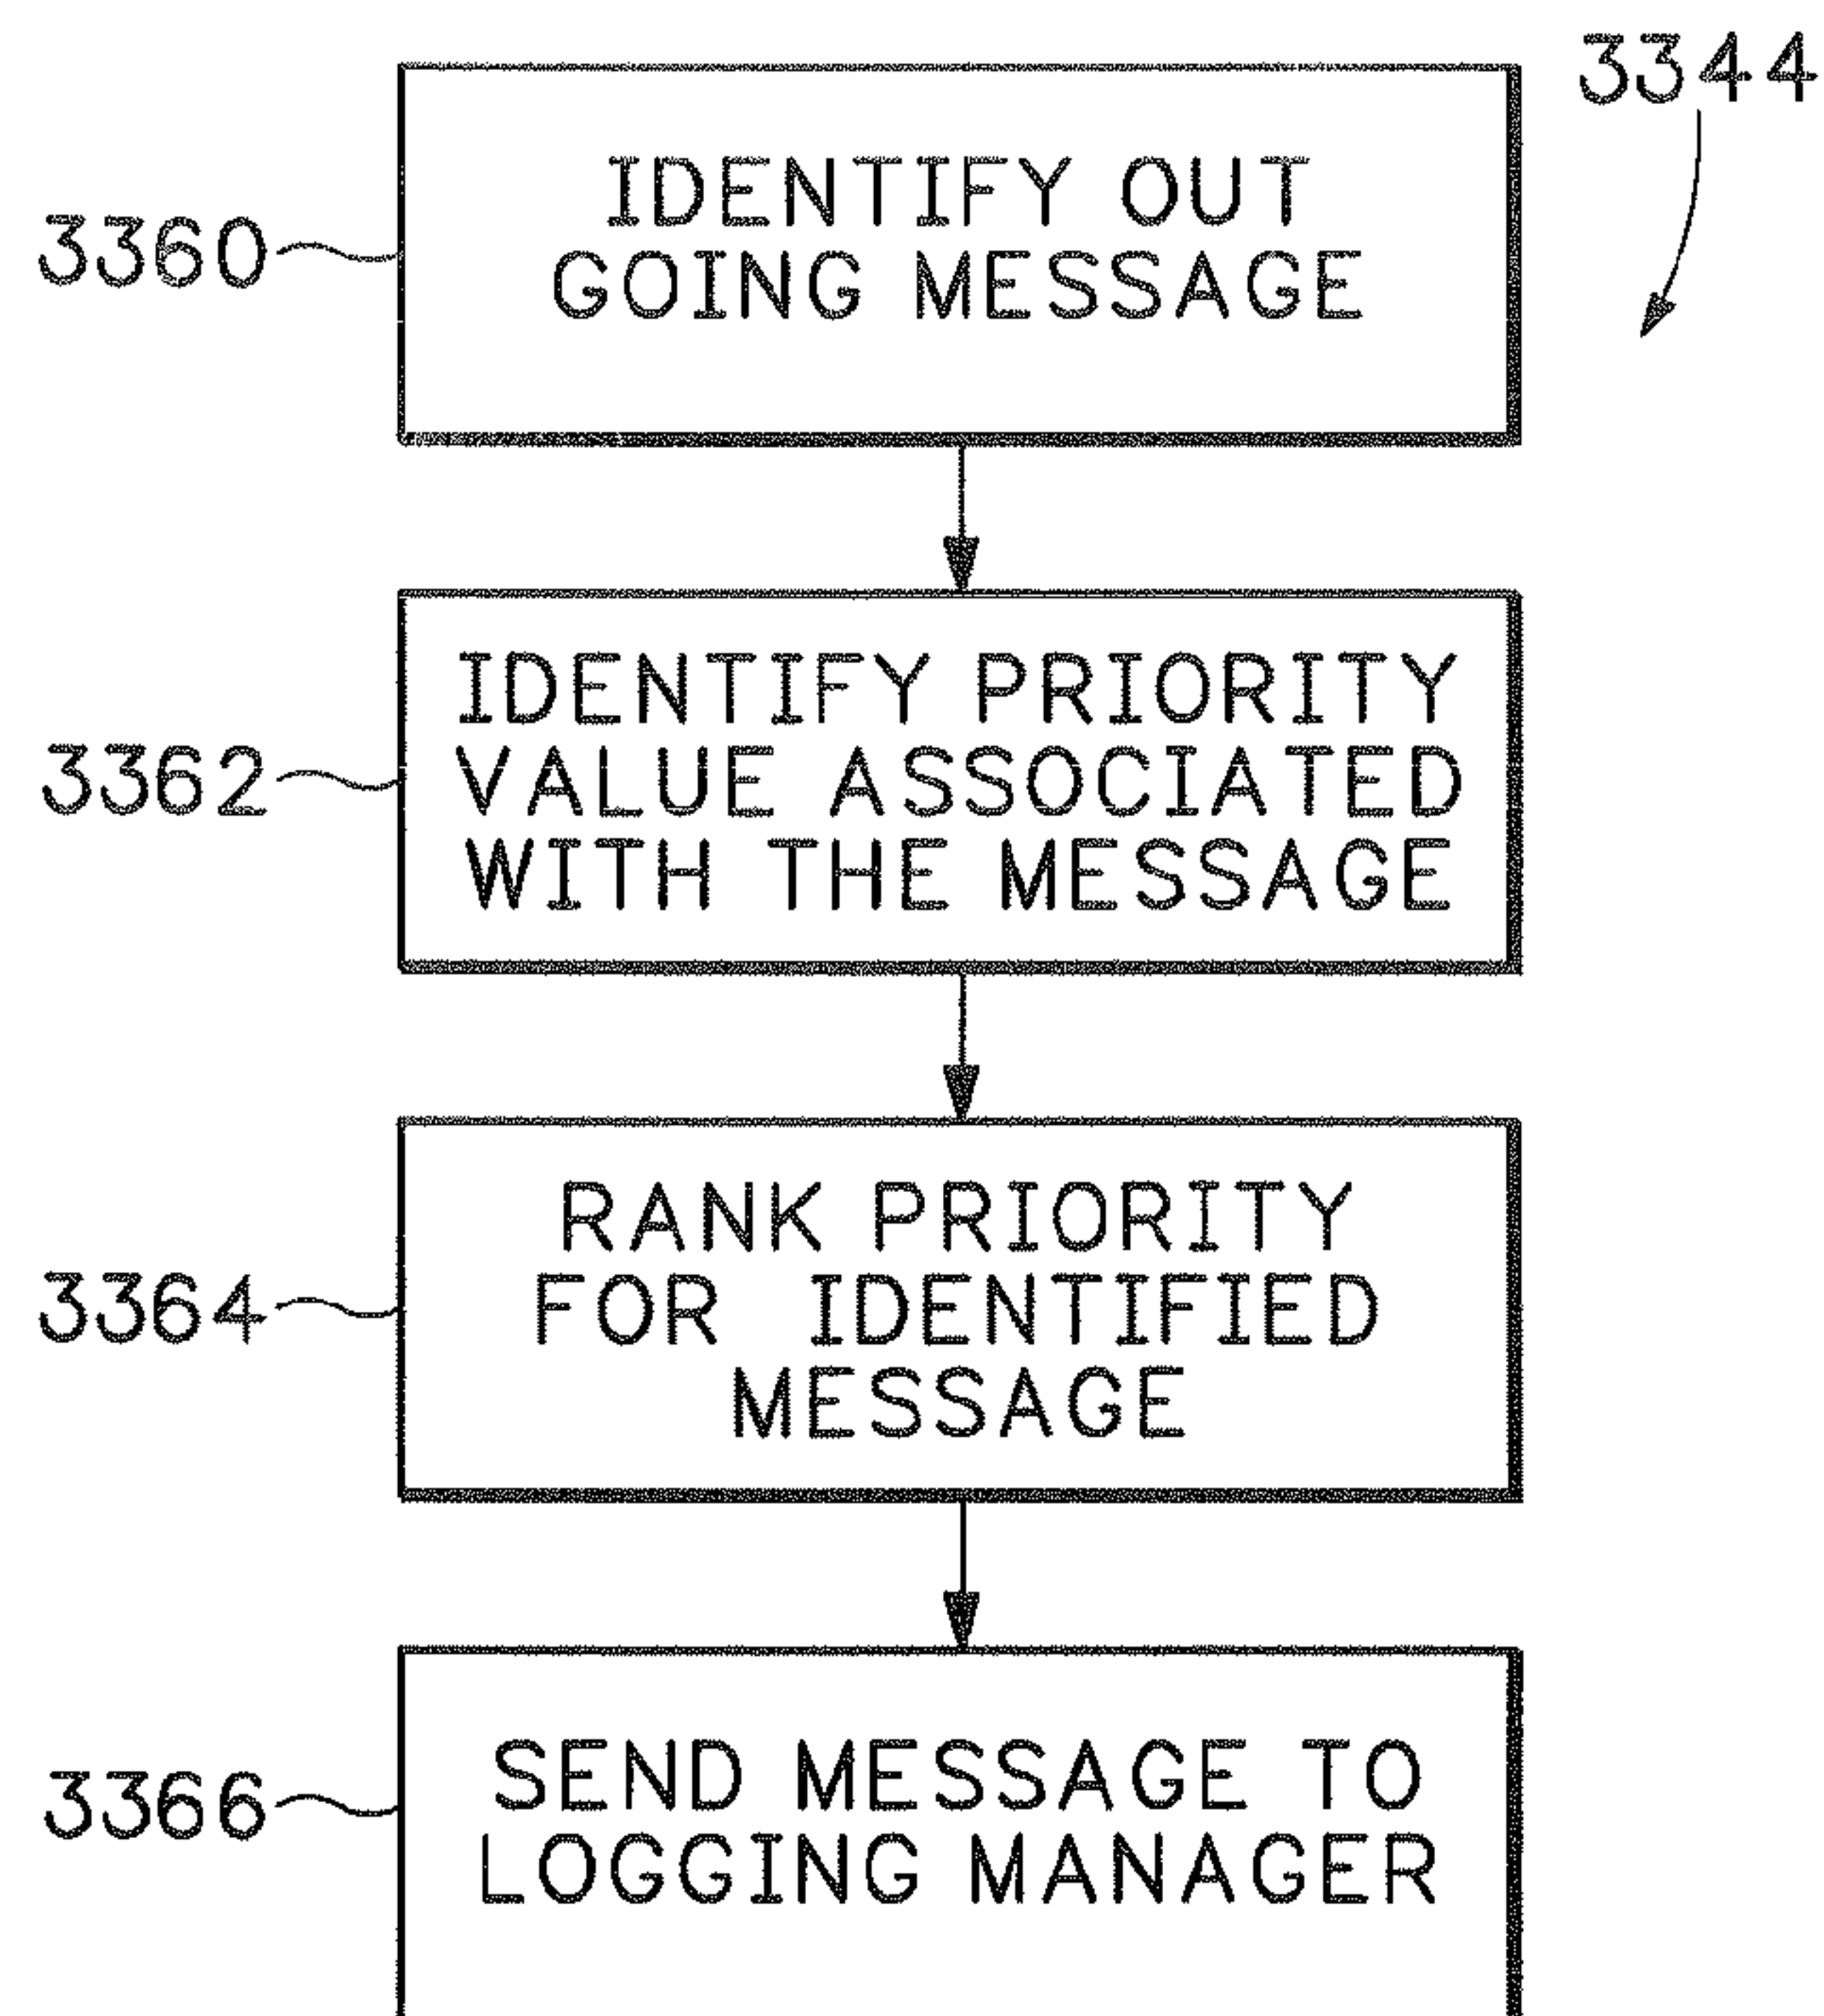 3344
IDENTIFY OUT
GOING MESSAGE
3360
IDENTIFY PRIORITY
VALUE ASSOCIATED
WITH THE MESSAGE
3362
RANK PRIORITY
FOR IDENTIFIED
MESSAGE
3364
SEND MESSAGE TO
LOGGING MANAGER
3366